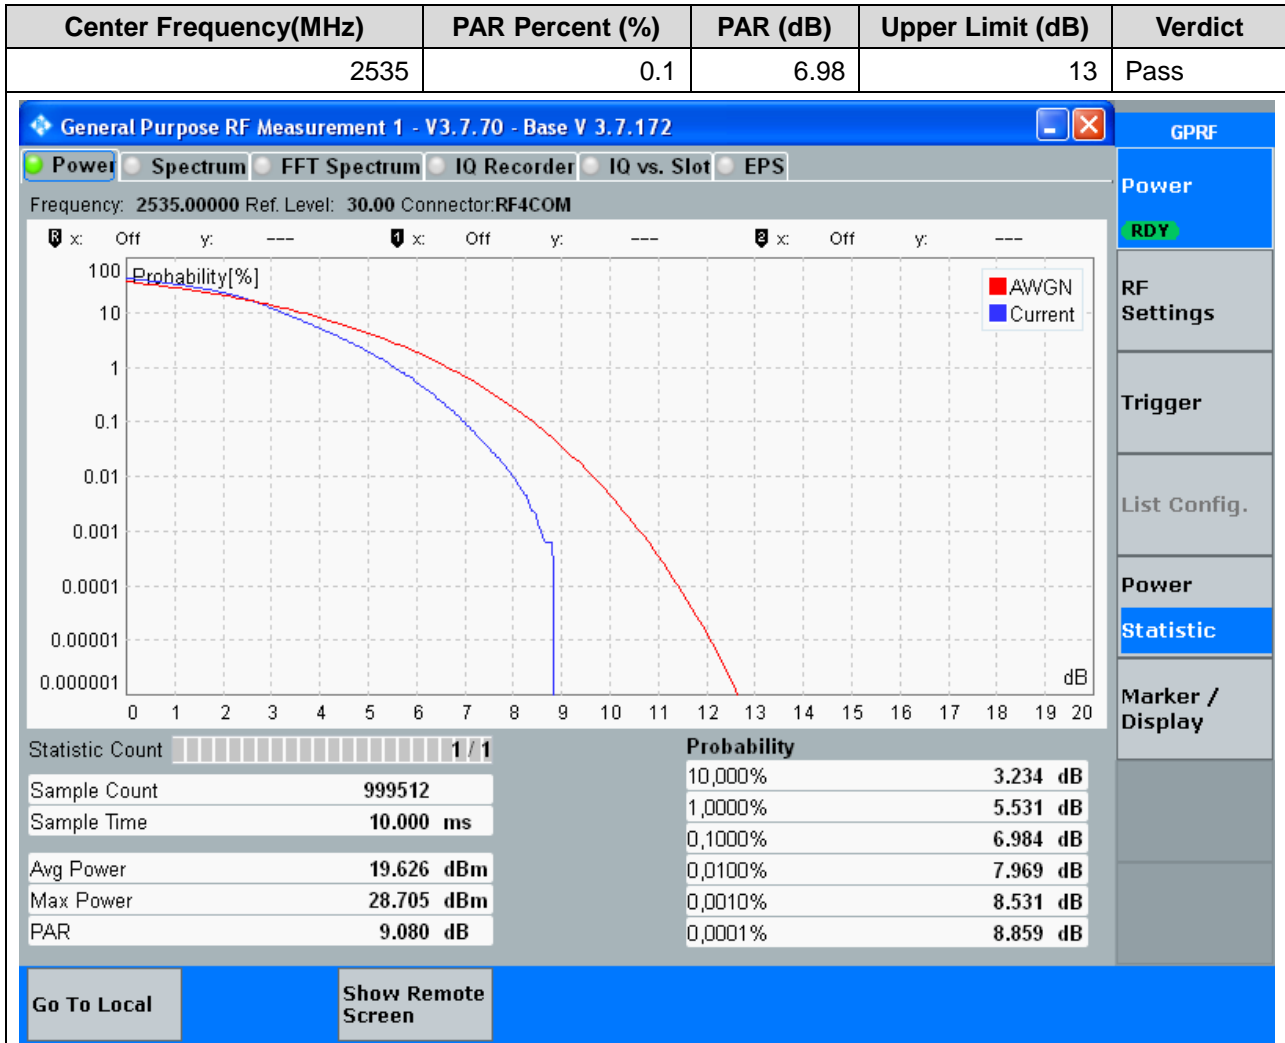 Center Frequency(MHz) PAR Percent (%) PAR (dB) Upper Limit (dB) Verdict
2535 0.1 6.98 13 Pass
General Purpose RF Measurement 1 - V3.7.70 - Base V 3.7.172
GPRF
Power Spectrum FFT Spectrum IQ Recorder IQ vs. Slot EPS
Power
RDY
Frequency: 2535.00000 Ref. Level: 30.00 Connector:RF4COM
R x: Off y: --- 1 x: Off y: --- 2 x: Off y: ---
Probability[%]
AWGN
Current
100
10
1
0.1
0.01
0.001
0.0001
0.00001
0.000001
dB
0 1 2 3 4 5 6 7 8 9 10 11 12 13 14 15 16 17 18 19 20
RF
Settings
Trigger
List Config.
Power
Statistic
Marker /
Display
Statistic Count 1 / 1
Sample Count 999512
Sample Time 10.000 ms
Avg Power 19.626 dBm
Max Power 28.705 dBm
PAR 9.080 dB
Probability
10,000% 3.234 dB
1,0000% 5.531 dB
0,1000% 6.984 dB
0,0100% 7.969 dB
0,0010% 8.531 dB
0,0001% 8.859 dB
Go To Local
Show Remote
Screen